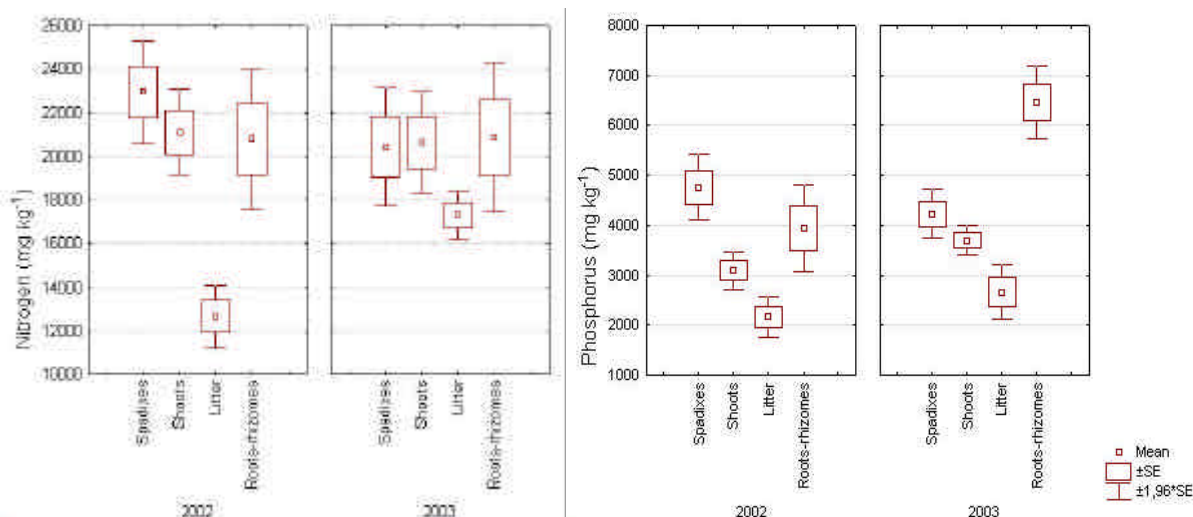 Nitrogen (mg kg⁻¹)
26000
24000
22000
20000
18000
16000
14000
12000
10000
Spadixes
Shoots
Litter
Roots-rhizomes
2002
Spadixes
Shoots
Litter
Roots-rhizomes
2003
Phosphorus (mg kg⁻¹)
8000
7000
6000
5000
4000
3000
2000
1000
Spadixes
Shoots
Litter
Roots-rhizomes
2002
Spadixes
Shoots
Litter
Roots-rhizomes
2003
Mean
±SE
±1,96*SE